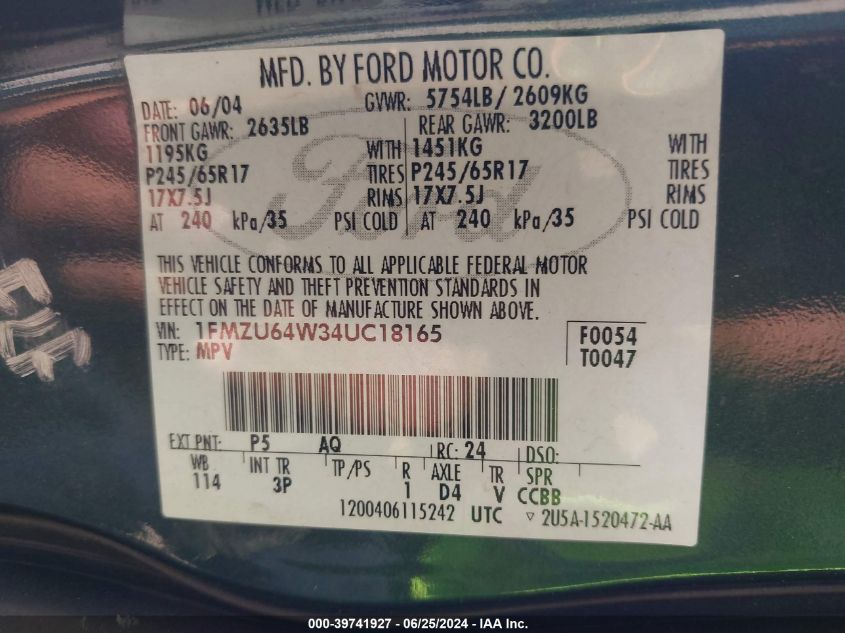 MFD. BY FORD MOTOR CO.
DATE: 06/04 GVWR: 5754LB/ 2609KG
FRONT GAWR: 2635LB REAR GAWR: 3200LB
1195KG WITH 1451KG WITH
P245/65R17 TIRES P245/65R17 TIRES
17X7.5J RIMS 17X7.5J RIMS
AT 240 kPa/35 PSI COLD AT 240 kPa/35 PSI COLD
Ford
THIS VEHICLE CONFORMS TO ALL APPLICABLE FEDERAL MOTOR
VEHICLE SAFETY AND THEFT PREVENTION STANDARDS IN
EFFECT ON THE DATE OF MANUFACTURE SHOWN ABOVE.
VIN: 1FMZU64W34UC18165 F0054
TYPE: MPV T0047
EXT PNT: P5 AQ RC: 24 DSO:
WB INT TR TP/PS R AXLE TR SPR
114 3P 1 D4 V CCBB
1200406115242 UTC ▽ 2U5A-1520472-AA
000-39741927 - 06/25/2024 - IAA Inc.